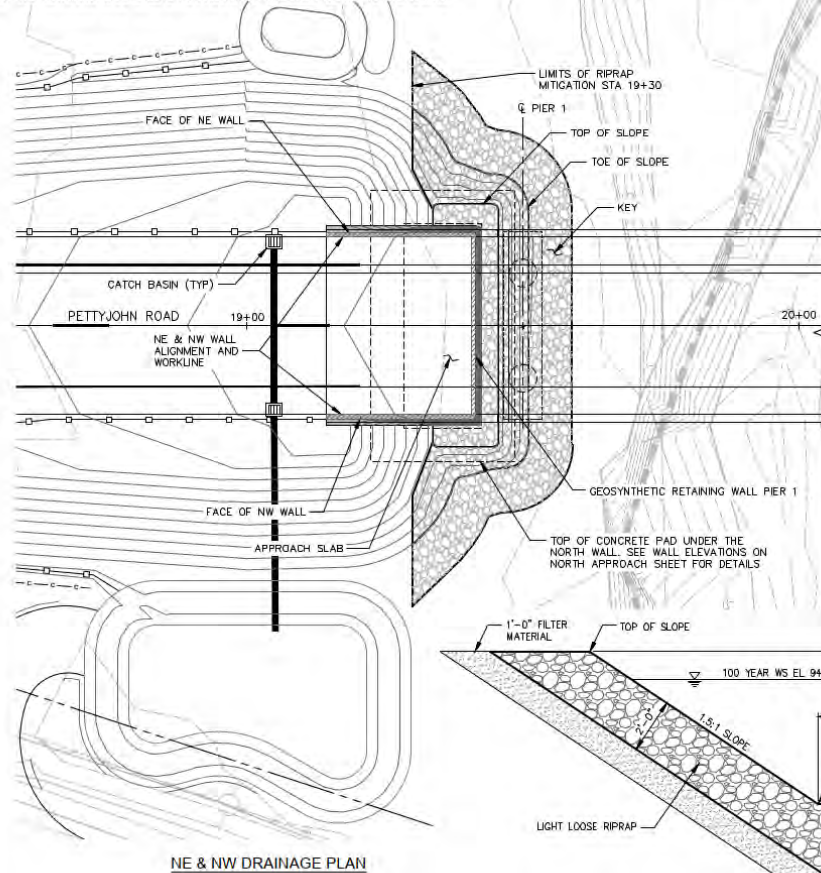 LIMITS OF RIPRAP
MITIGATION STA 19+30
℄ PIER 1
FACE OF NE WALL
TOP OF SLOPE
TOE OF SLOPE
KEY
CATCH BASIN (TYP)
PETTYJOHN ROAD
19+00
20+00
NE & NW WALL
ALIGNMENT AND
WORKLINE
FACE OF NW WALL
GEOSYNTHETIC RETAINING WALL PIER 1
APPROACH SLAB
TOP OF CONCRETE PAD UNDER THE
NORTH WALL. SEE WALL ELEVATIONS ON
NORTH APPROACH SHEET FOR DETAILS
1'-0" FILTER
MATERIAL
TOP OF SLOPE
100 YEAR WS EL 94
1.5:1 SLOPE
2'-0"
LIGHT LOOSE RIPRAP
NE & NW DRAINAGE PLAN